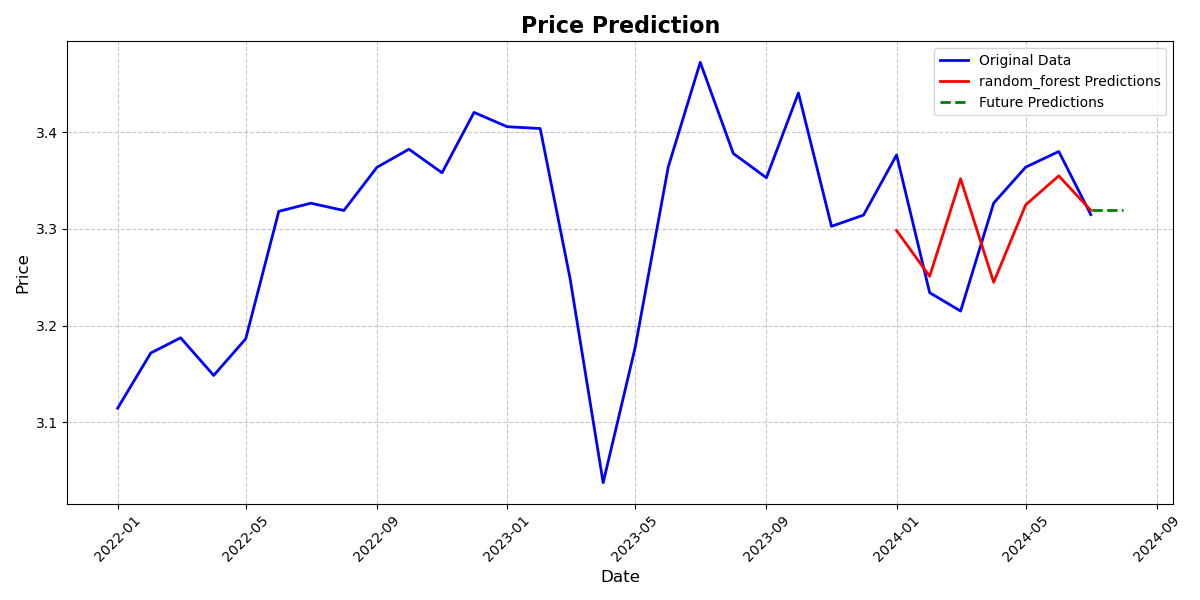 Price Prediction
Original Data
random_forest Predictions
Future Predictions
Price
3.4
3.3
3.2
3.1
2022-01
2022-05
2022-09
2023-01
2023-05
2023-09
2024-01
2024-05
2024-09
Date